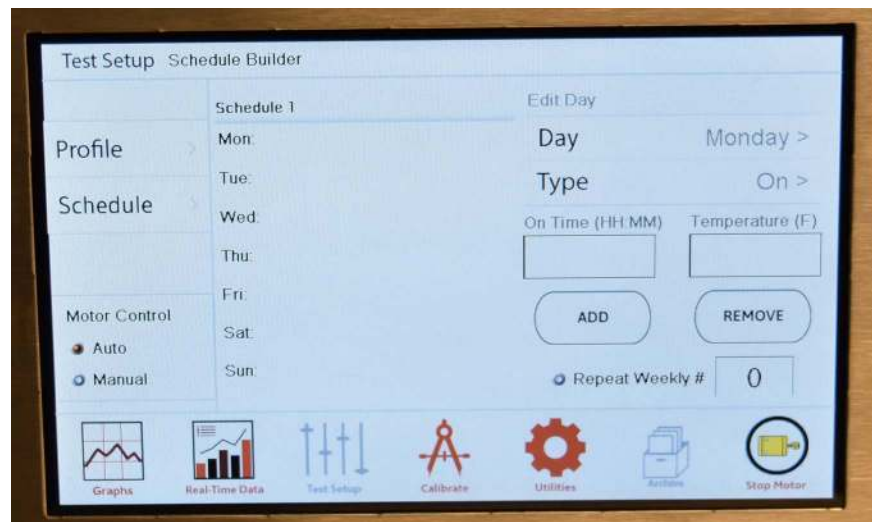 Test Setup Schedule Builder
Profile >
Schedule >
Motor Control
Auto
Manual
Schedule 1
Mon:
Tue:
Wed:
Thu:
Fri:
Sat:
Sun:
Edit Day
Day Monday >
Type On >
On Time (HH:MM) Temperature (F)
ADD REMOVE
Repeat Weekly # 0
Graphs Real-Time Data Test Setup Calibrate Utilities Archive Stop Motor